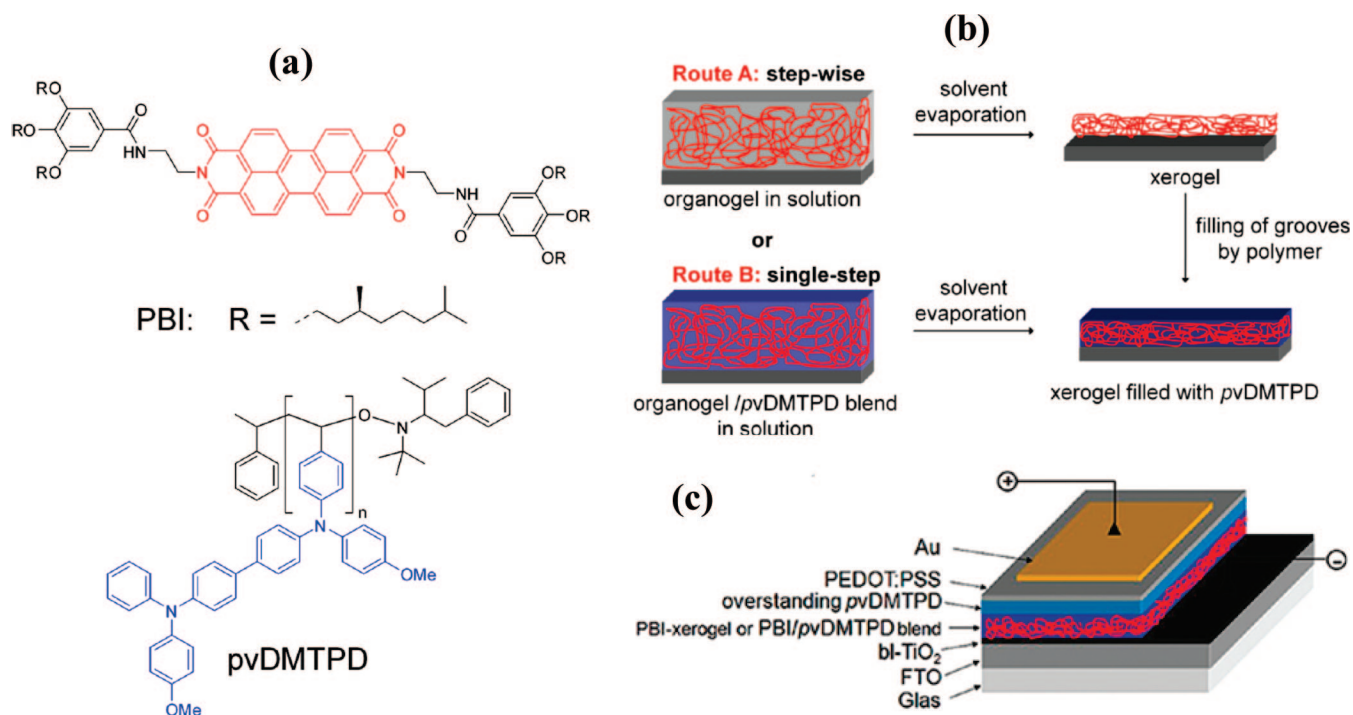 (a)
RO
O
O
O
RO
N
H
N
N
H
N
RO
O
O
O
OR
OR
OR
PBI: R =
O
N
n
N
OMe
N
OMe
pvDMTPD
(b)
Route A: step-wise
organogel in solution
solvent
evaporation
xerogel
or
filling of grooves
by polymer
Route B: single-step
organogel /pvDMTPD blend
in solution
solvent
evaporation
xerogel filled with pvDMTPD
(c)
+
−
Au
PEDOT:PSS
overstanding pvDMTPD
PBI-xerogel or PBI/pvDMTPD blend
bl-TiO2
FTO
Glas